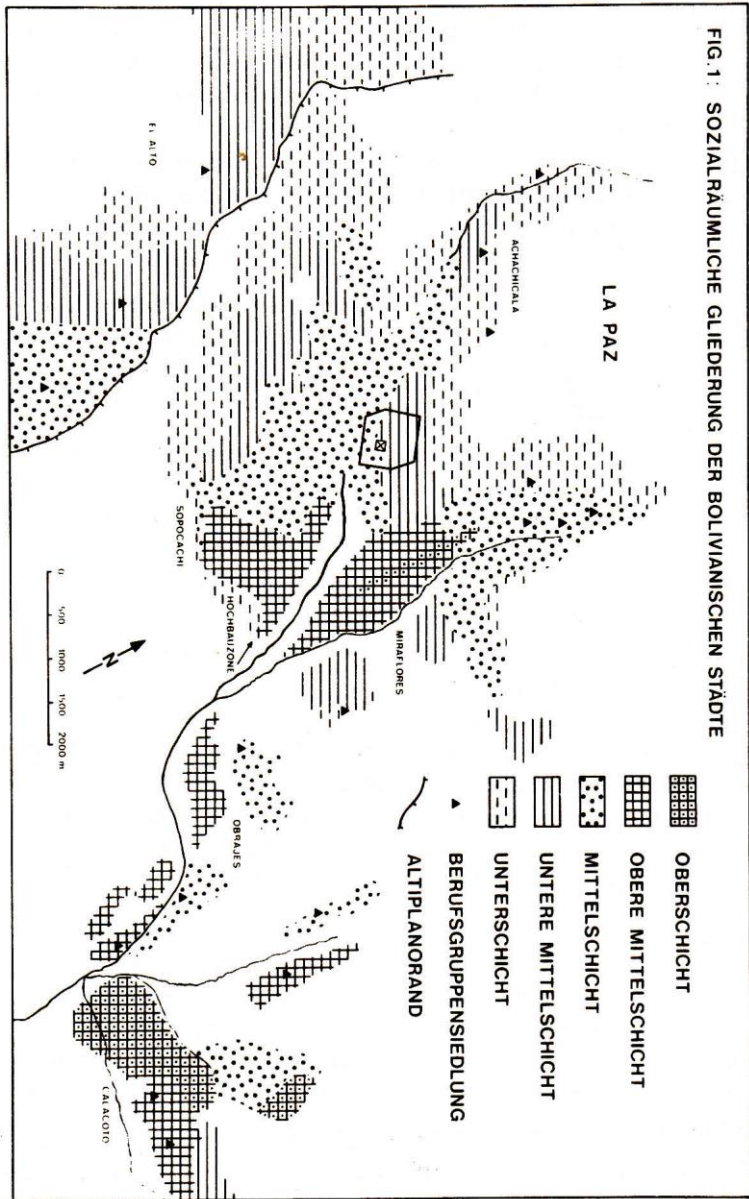 FIG.1: SOZIALRÄUMLICHE GLIEDERUNG DER BOLIVIANISCHEN STÄDTE
LA PAZ
EL ALTO
ACHACHICALA
SOPOCACHI
HOCHBAUZONE
MIRAFLORES
OBRAJES
CALACOTO
N
0 500 1000 1500 2000 m
OBERSCHICHT
OBERE MITTELSCHICHT
MITTELSCHICHT
UNTERE MITTELSCHICHT
UNTERSCHICHT
BERUFSGRUPPENSIEDLUNG
ALTIPLANORAND